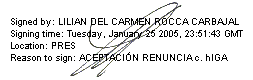 Signed by: LILIAN DEL CARMEN ROCCA CARBAJAL
Signing time: Tuesday, January 25 2005, 23:51:43 GMT
Location: PRES
Reason to sign: ACEPTACIÓN RENUNCIA c. hIGA